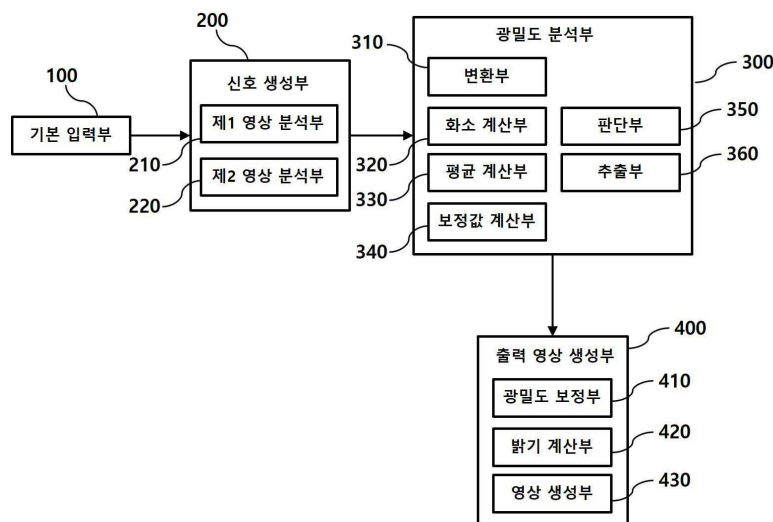 100
기본 입력부
200
신호 생성부
제1 영상 분석부
210
제2 영상 분석부
220
광밀도 분석부
300
310
변환부
화소 계산부
320
판단부
350
평균 계산부
330
추출부
360
보정값 계산부
340
400
출력 영상 생성부
광밀도 보정부
410
밝기 계산부
420
영상 생성부
430